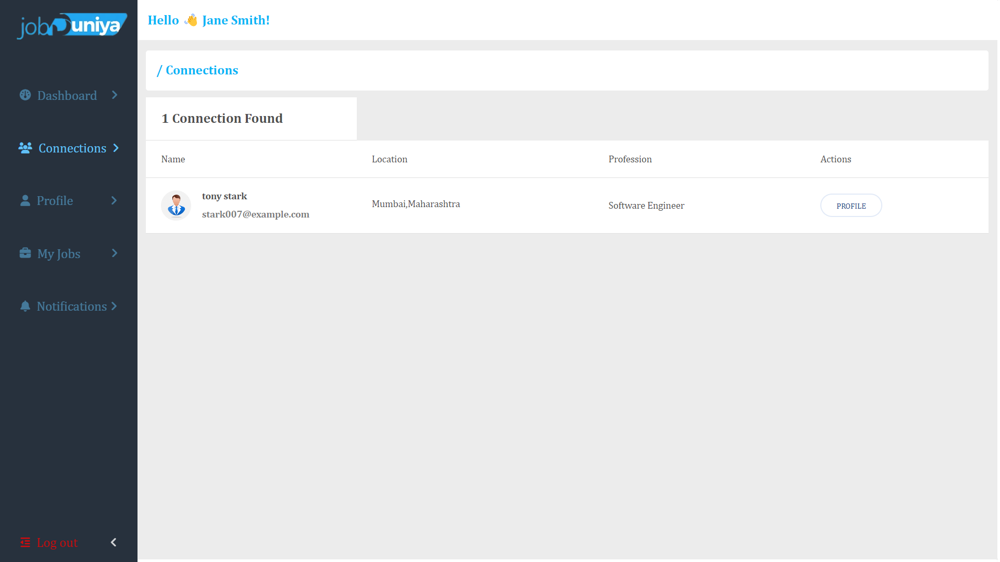 jobDuniya
Hello 👋 Jane Smith!
/ Connections
Dashboard
Connections
Profile
My Jobs
Notifications
Log out
1 Connection Found
Name Location Profession Actions
tony stark
stark007@example.com
Mumbai,Maharashtra
Software Engineer
PROFILE